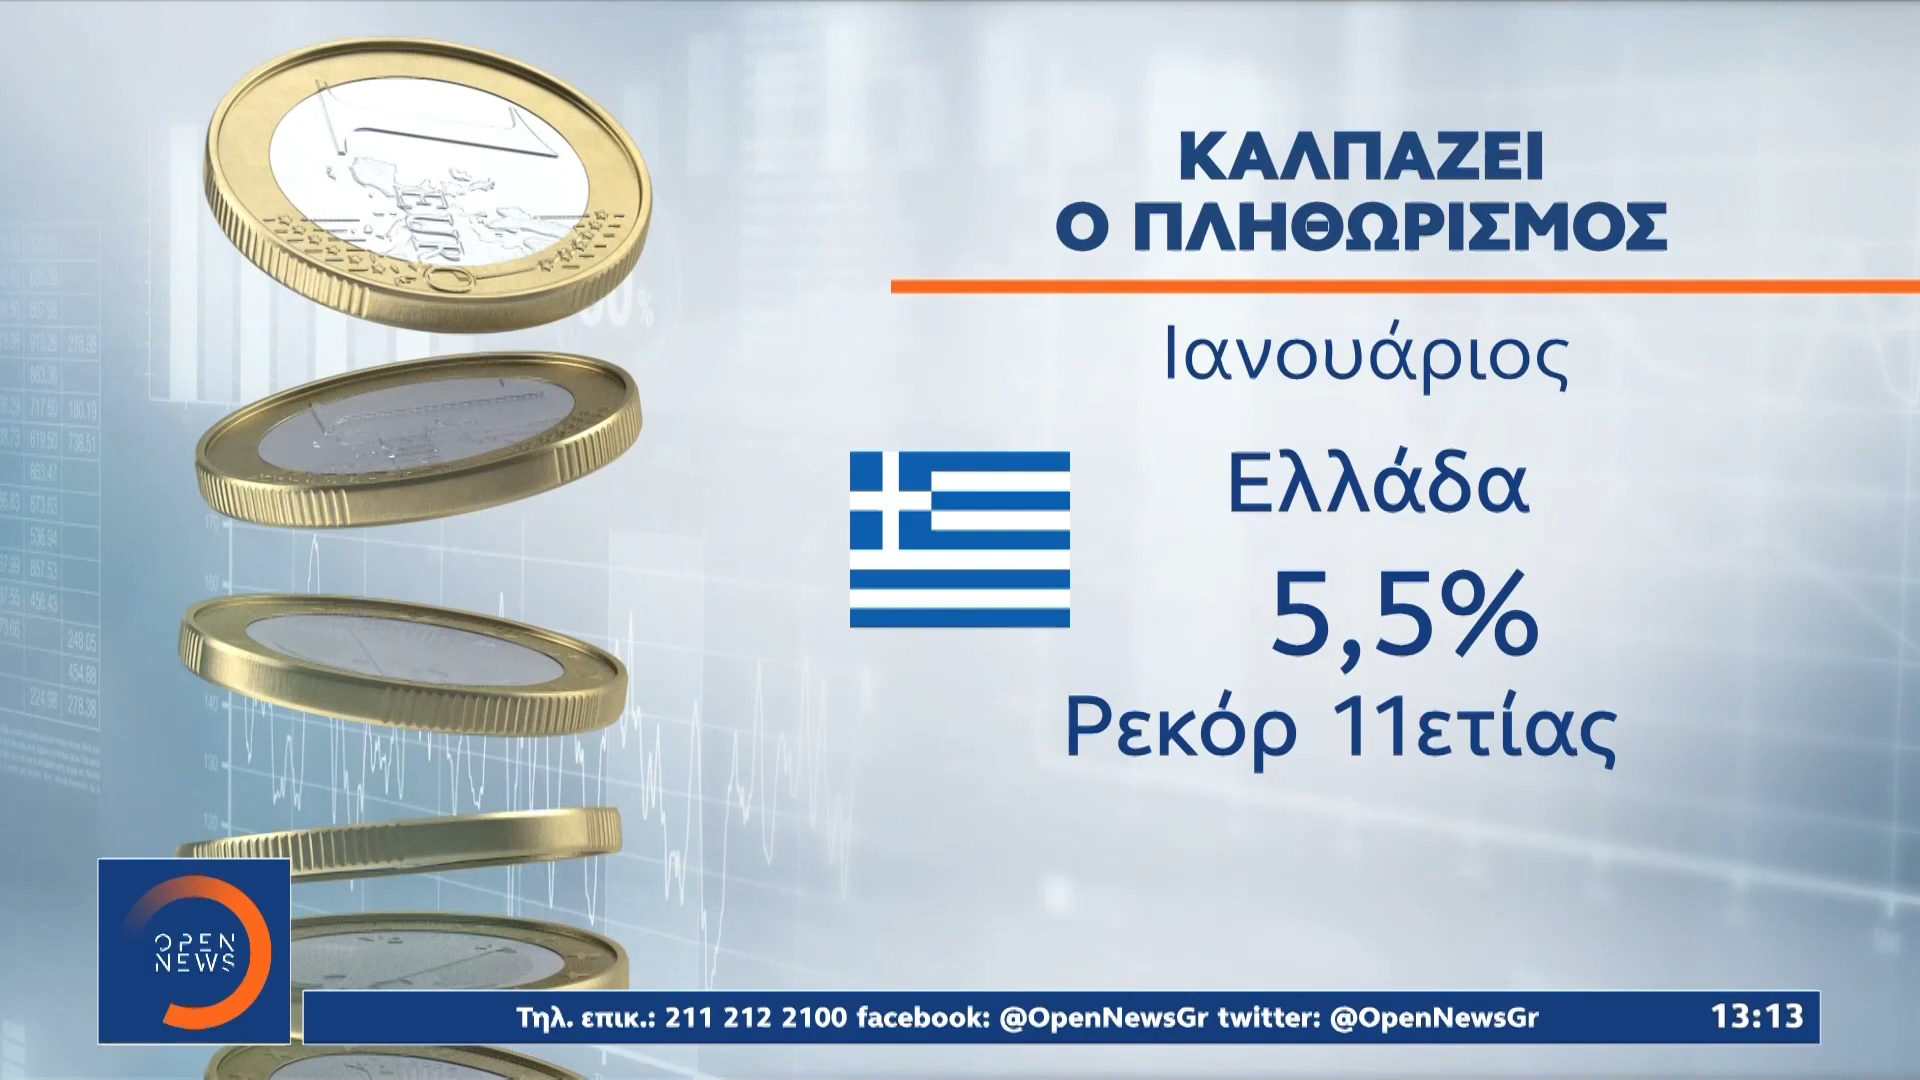 ΚΑΛΠΑΖΕΙ
Ο ΠΛΗΘΩΡΙΣΜΟΣ
Ιανουάριος
Ελλάδα
5,5%
Ρεκόρ 11ετίας
OPEN
NEWS
Τηλ. επικ.: 211 212 2100 facebook: @OpenNewsGr twitter: @OpenNewsGr
13:13